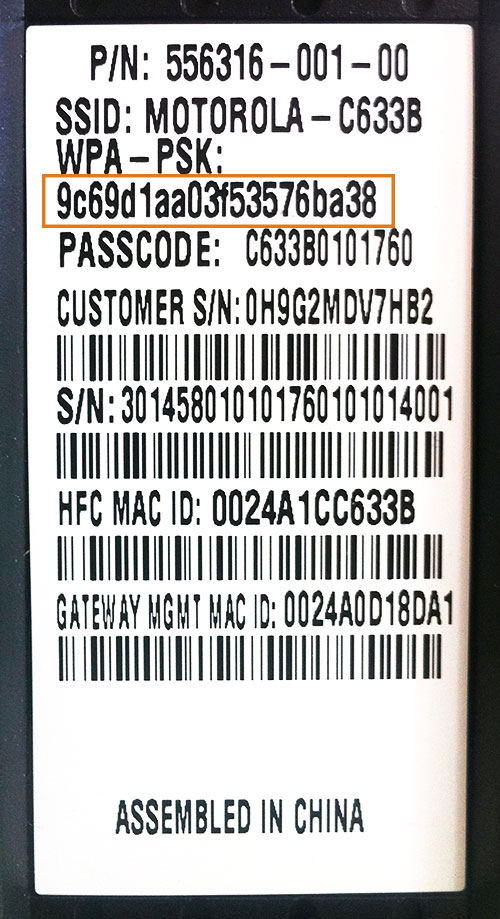 P/N: 556316-001-00
SSID: MOTOROLA-C633B
WPA-PSK:
9c69d1aa03f53576ba38
PASSCODE: C633B0101760
CUSTOMER S/N: 0H9G2MDV7HB2
S/N: 301458010101760101014001
HFC MAC ID: 0024A1CC633B
GATEWAY MGMT MAC ID: 0024A0D18DA1
ASSEMBLED IN CHINA